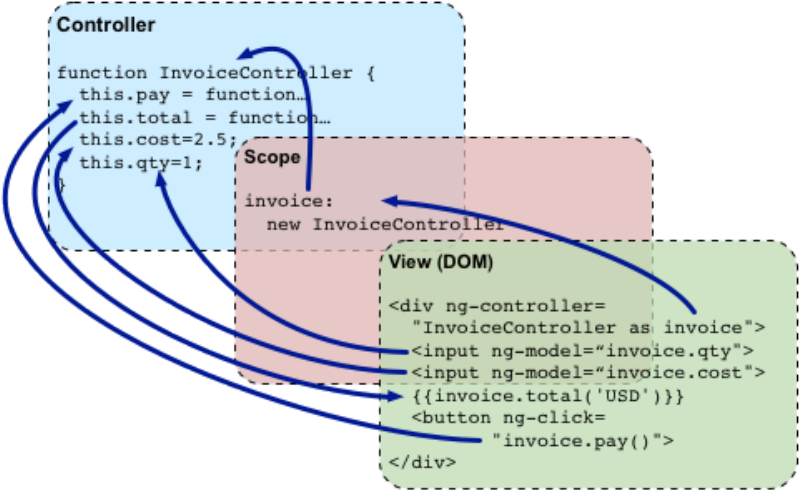 Controller
function InvoiceController {
this.pay = function…
this.total = function…
this.cost=2.5;
this.qty=1;
}
Scope
invoice:
new InvoiceController
View (DOM)
<div ng-controller=
"InvoiceController as invoice">
<input ng-model=“invoice.qty">
<input ng-model=“invoice.cost">
{{invoice.total('USD')}}
<button ng-click=
"invoice.pay()">
</div>